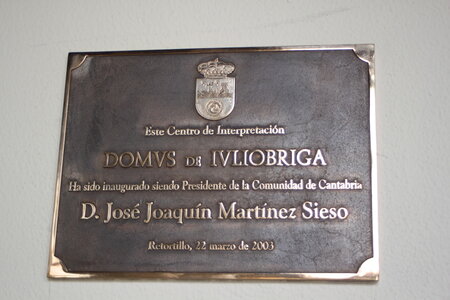 Este Centro de Interpretación
DOMVS DE IVLIOBRIGA
Ha sido inaugurado siendo Presidente de la Comunidad de Cantabria
D. José Joaquín Martínez Sieso
Retortillo, 22 marzo de 2003